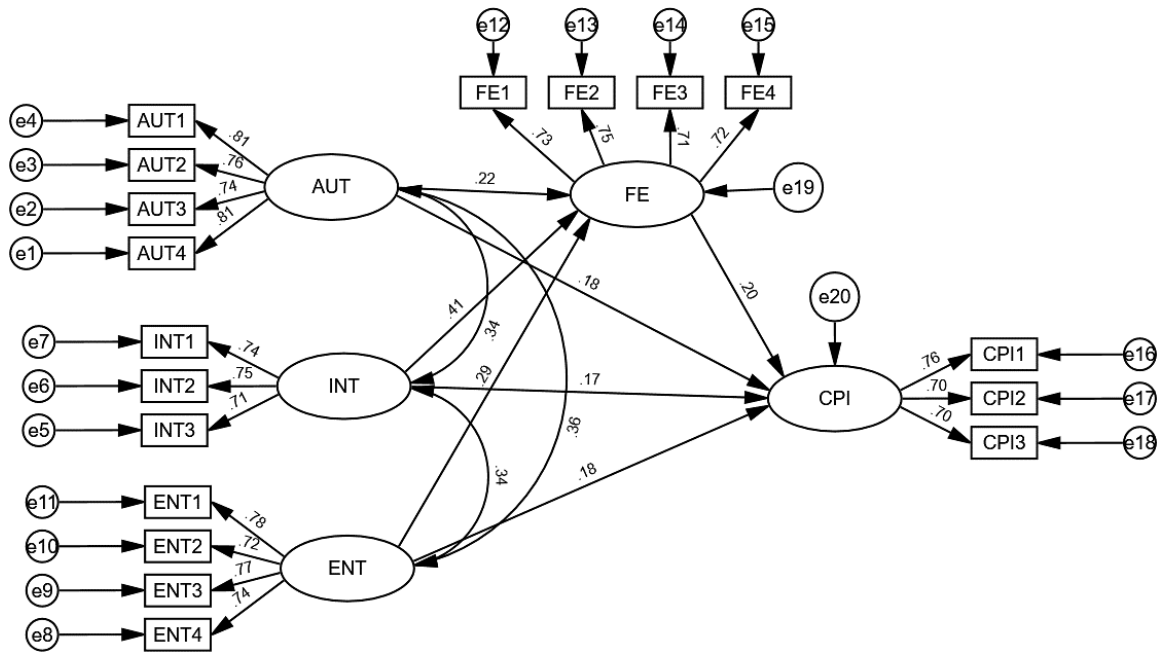 e12 e13 e14 e15
FE1 FE2 FE3 FE4
.73 .75 .71 .72
e4 AUT1 .81
e3 AUT2 .76
e2 AUT3 .74
e1 AUT4 .81
AUT
.22
FE
e19
.18
.20
e20
.41
.34
e7 INT1 .74
e6 INT2 .75
e5 INT3 .71
INT
.29
.17
CPI
.76 CPI1 e16
.70 CPI2 e17
.70 CPI3 e18
.36
.34
.18
e11 ENT1 .78
e10 ENT2 .72
e9 ENT3 .77
e8 ENT4 .74
ENT